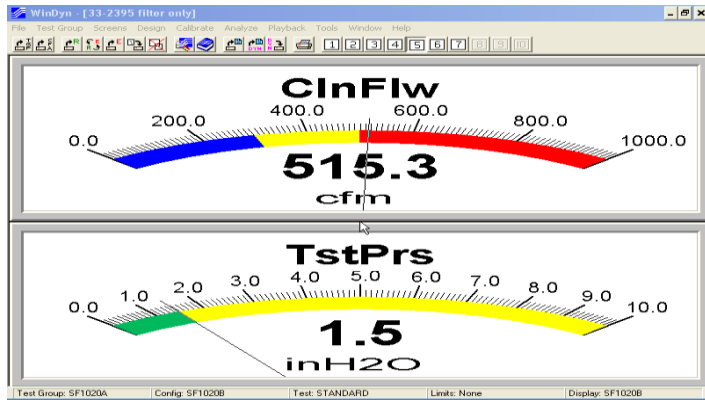 WinDyn - [33-2395 filter only]
File Test Group Screens Design Calibrate Analyze Playback Tools Window Help
1 2 3 4 5 6 7 8 9 10
ClnFlw
0.0 200.0 400.0 600.0 800.0 1000.0
515.3
cfm
TstPrs
0.0 1.0 2.0 3.0 4.0 5.0 6.0 7.0 8.0 9.0 10.0
1.5
inH2O
Test Group: SF1020A Config: SF1020B Test: STANDARD Limits: None Display: SF1020B